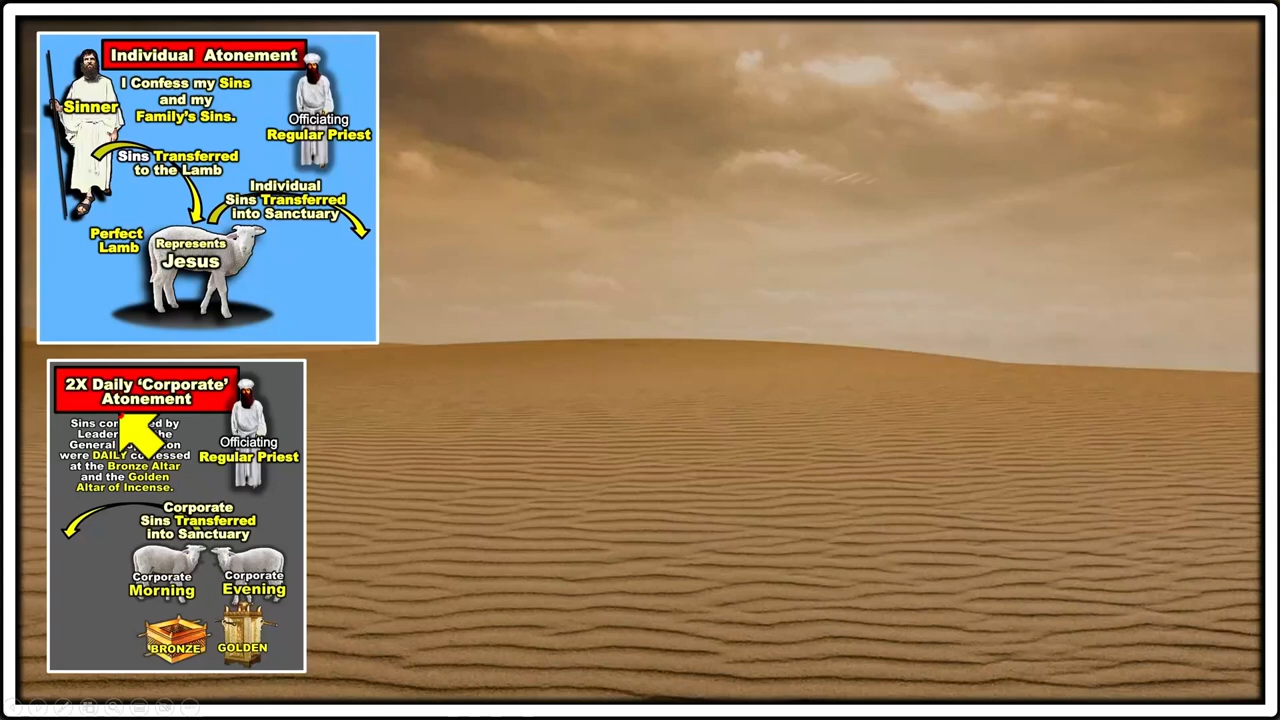 Individual Atonement
I Confess my Sins
and my
Family's Sins.
Sinner
Officiating
Regular Priest
Sins Transferred
to the Lamb
Individual
Sins Transferred
into Sanctuary
Perfect
Lamb
Represents
Jesus
2X Daily ‘Corporate’
Atonement
Sins by
Leader
General
were DAILY
at the Bronze Altar
and the Golden
Altar of Incense.
Officiating
Regular Priest
Corporate
Sins Transferred
into Sanctuary
Corporate
Morning
Corporate
Evening
BRONZE
GOLDEN